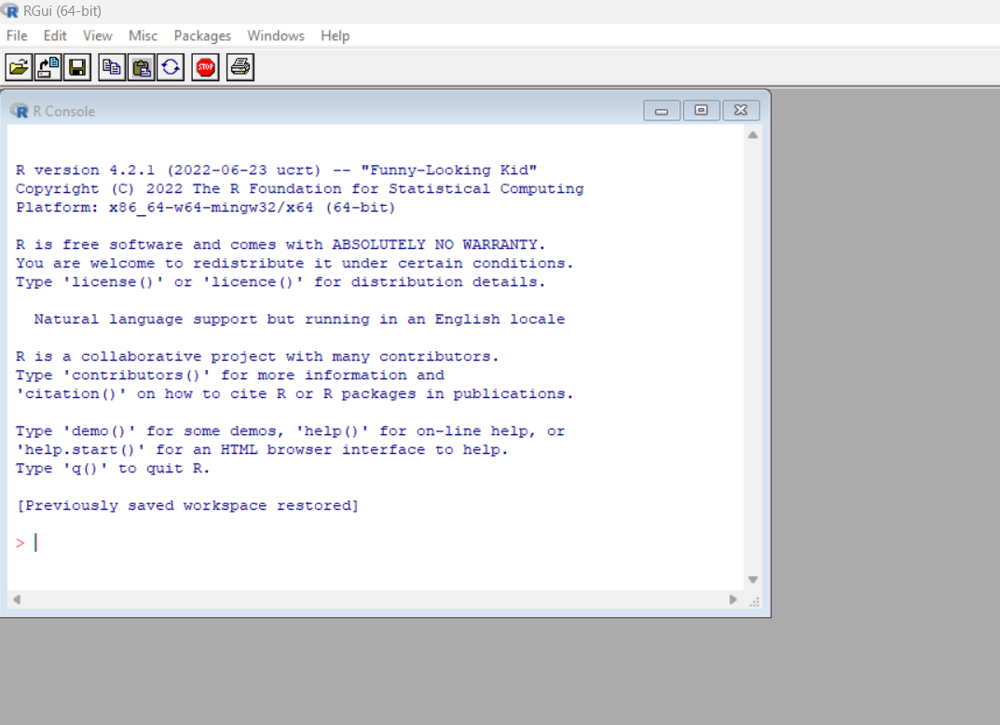 RGui (64-bit)
File Edit View Misc Packages Windows Help
STOP
R Console
R version 4.2.1 (2022-06-23 ucrt) -- "Funny-Looking Kid"
Copyright (C) 2022 The R Foundation for Statistical Computing
Platform: x86_64-w64-mingw32/x64 (64-bit)
R is free software and comes with ABSOLUTELY NO WARRANTY.
You are welcome to redistribute it under certain conditions.
Type 'license()' or 'licence()' for distribution details.
Natural language support but running in an English locale
R is a collaborative project with many contributors.
Type 'contributors()' for more information and
'citation()' on how to cite R or R packages in publications.
Type 'demo()' for some demos, 'help()' for on-line help, or
'help.start()' for an HTML browser interface to help.
Type 'q()' to quit R.
[Previously saved workspace restored]
>